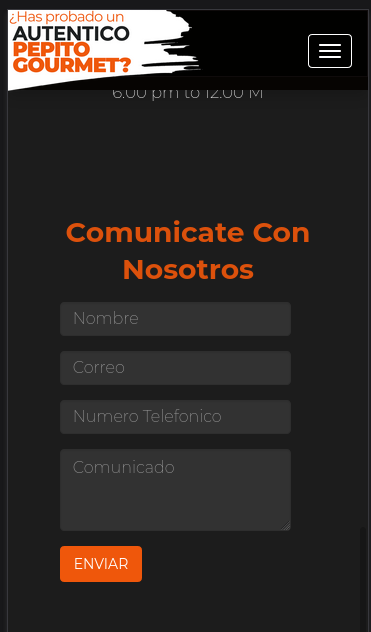 ¿Has probado un
AUTENTICO
PEPITO
GOURMET?
6:00 pm to 12:00 M
Comunicate Con
Nosotros
Nombre
Correo
Numero Telefonico
Comunicado
ENVIAR